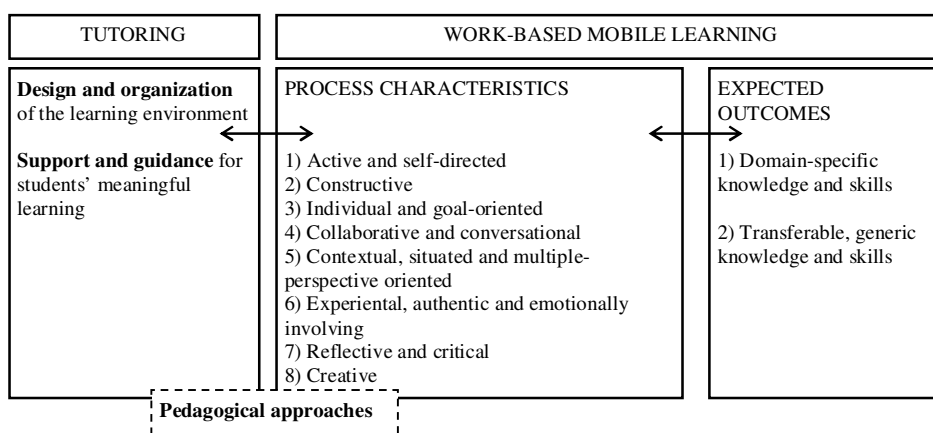 TUTORING
WORK-BASED MOBILE LEARNING
Design and organization
of the learning environment
Support and guidance for
students’ meaningful
learning
PROCESS CHARACTERISTICS
1) Active and self-directed
2) Constructive
3) Individual and goal-oriented
4) Collaborative and conversational
5) Contextual, situated and multiple-
perspective oriented
6) Experiental, authentic and emotionally
involving
7) Reflective and critical
8) Creative
EXPECTED
OUTCOMES
1) Domain-specific
knowledge and skills
2) Transferable, generic
knowledge and skills
Pedagogical approaches